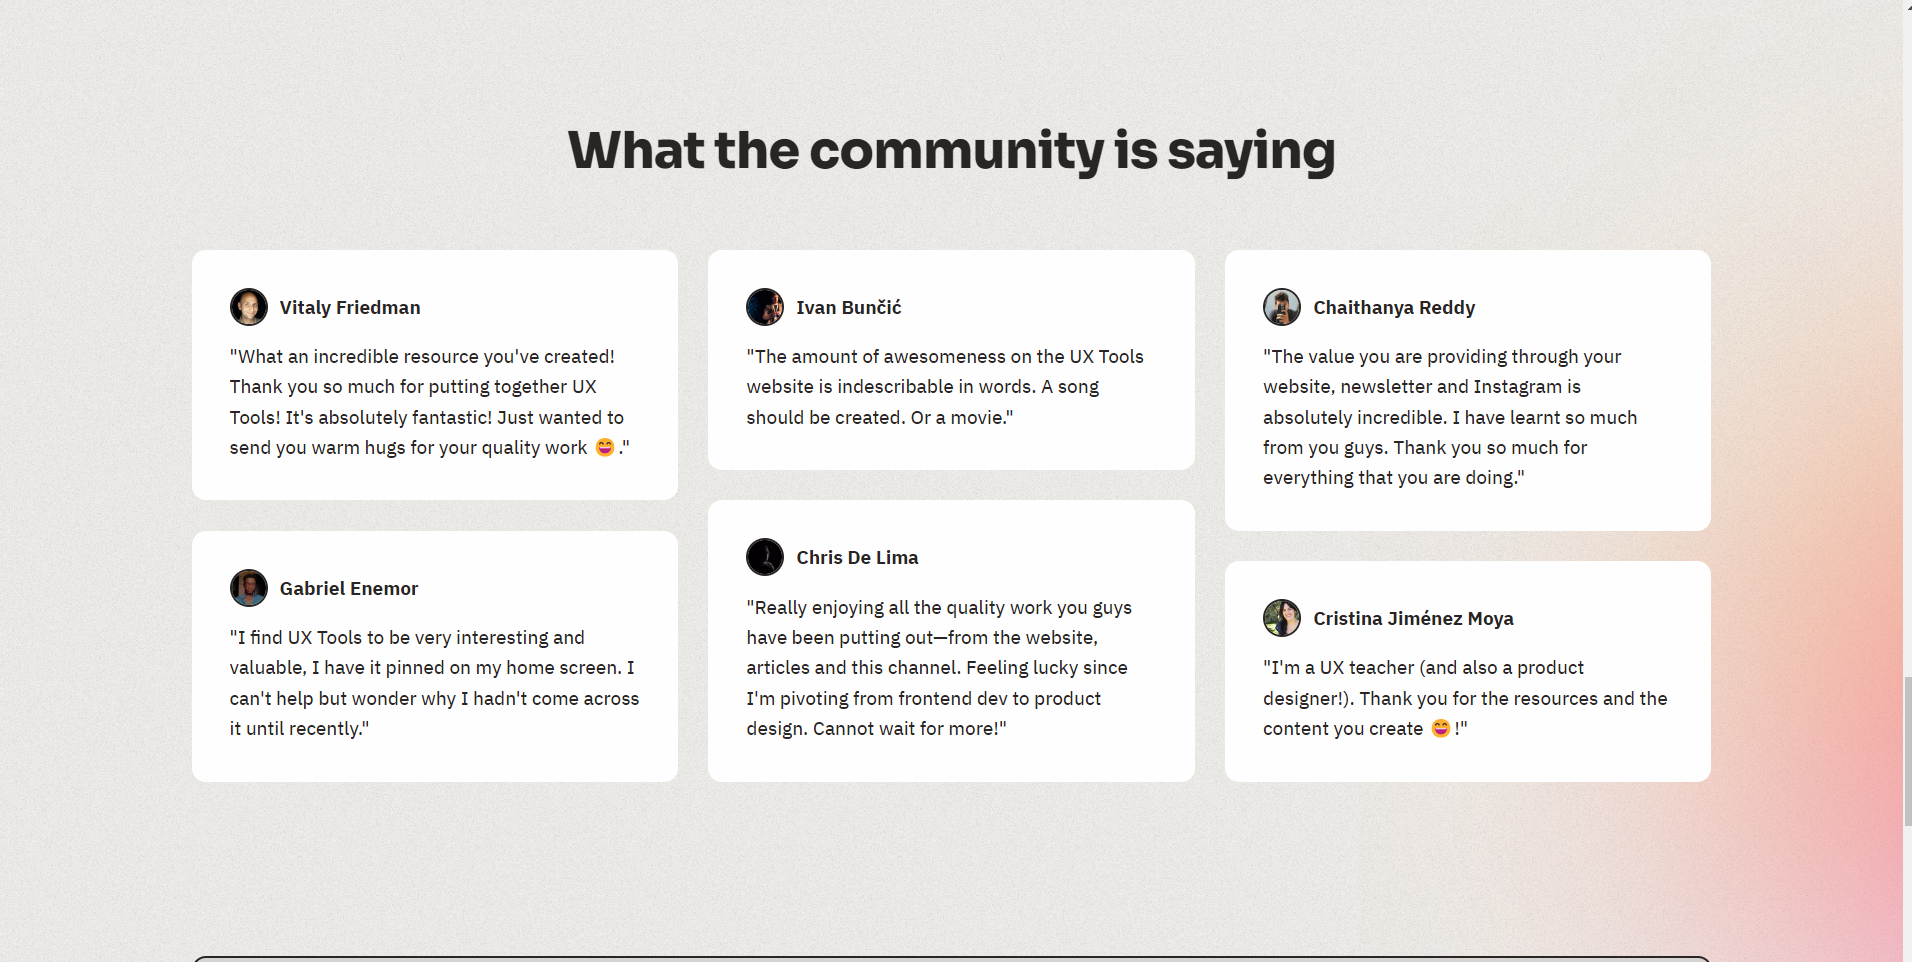 What the community is saying
Vitaly Friedman
"What an incredible resource you've created!
Thank you so much for putting together UX
Tools! It's absolutely fantastic! Just wanted to
send you warm hugs for your quality work 😄."
Gabriel Enemor
"I find UX Tools to be very interesting and
valuable, I have it pinned on my home screen. I
can't help but wonder why I hadn't come across
it until recently."
Ivan Bunčić
"The amount of awesomeness on the UX Tools
website is indescribable in words. A song
should be created. Or a movie."
Chris De Lima
"Really enjoying all the quality work you guys
have been putting out—from the website,
articles and this channel. Feeling lucky since
I'm pivoting from frontend dev to product
design. Cannot wait for more!"
Chaithanya Reddy
"The value you are providing through your
website, newsletter and Instagram is
absolutely incredible. I have learnt so much
from you guys. Thank you so much for
everything that you are doing."
Cristina Jiménez Moya
"I'm a UX teacher (and also a product
designer!). Thank you for the resources and the
content you create 😄!"